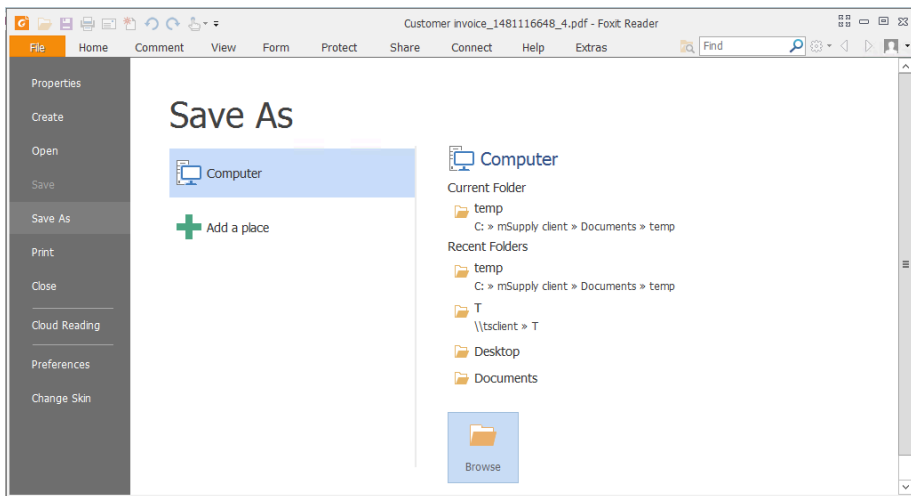 Customer invoice_1481116648_4.pdf - Foxit Reader
File Home Comment View Form Protect Share Connect Help Extras Find
Properties
Create
Open
Save
Save As
Print
Close
Cloud Reading
Preferences
Change Skin
Save As
Computer
Add a place
Computer
Current Folder
temp
C: » mSupply client » Documents » temp
Recent Folders
temp
C: » mSupply client » Documents » temp
T
\\tsclient » T
Desktop
Documents
Browse